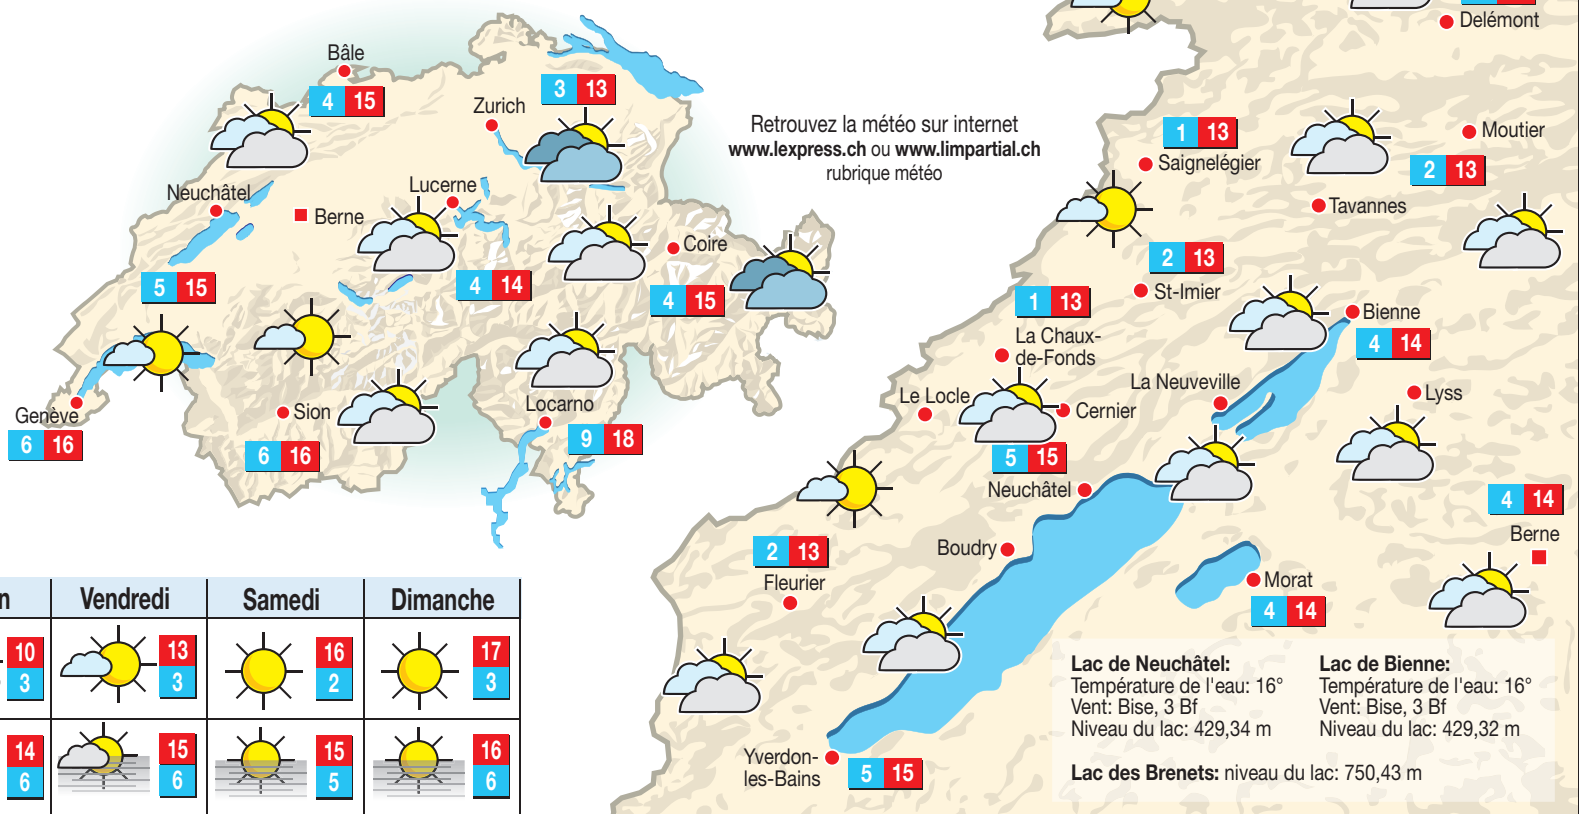 Bâle
4 15
Zurich
3 13
Neuchâtel
Berne
Lucerne
5 15
4 14
Coire
4 15
Genève
6 16
Sion
6 16
Locarno
9 18
Retrouvez la météo sur internet
www.lexpress.ch ou www.limpartial.ch
rubrique météo
Delémont
1 13
Saignelégier
Moutier
2 13
Tavannes
2 13
St-Imier
1 13
La Chaux-
de-Fonds
Bienne
4 14
La Neuveville
Le Locle
Cernier
Lyss
5 15
Neuchâtel
4 14
Berne
2 13
Fleurier
Boudry
Morat
4 14
Yverdon-
les-Bains
5 15
Vendredi Samedi Dimanche
10 13 16 17
3 3 2 3
14 15 15 16
6 6 5 6
Lac de Neuchâtel:
Température de l'eau: 16°
Vent: Bise, 3 Bf
Niveau du lac: 429,34 m
Lac de Bienne:
Température de l'eau: 16°
Vent: Bise, 3 Bf
Niveau du lac: 429,32 m
Lac des Brenets: niveau du lac: 750,43 m